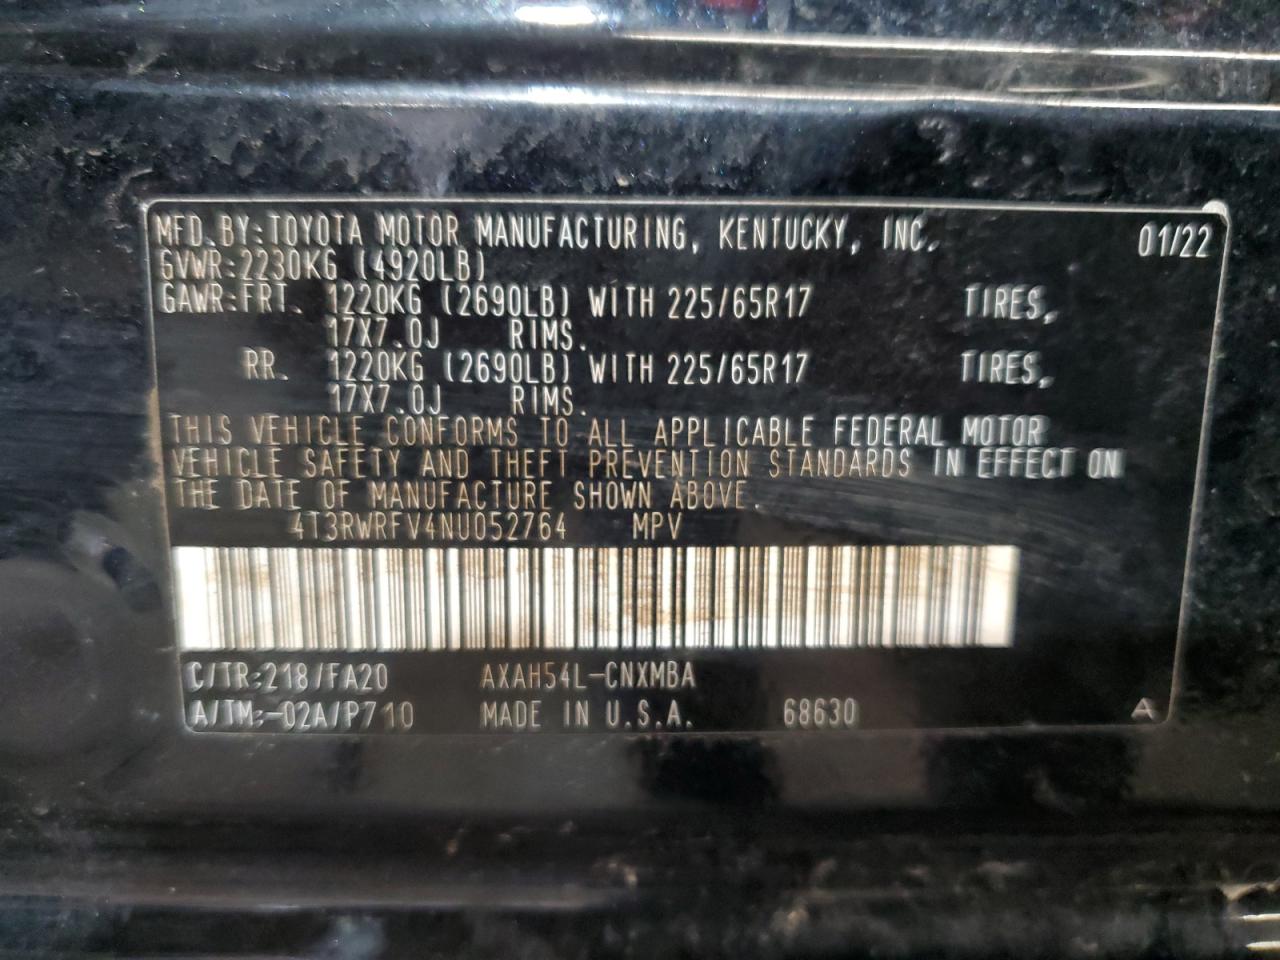 MFD.BY:TOYOTA MOTOR MANUFACTURING, KENTUCKY, INC. 01/22
GVWR:2230KG (4920LB)
GAWR:FRT. 1220KG (2690LB) WITH 225/65R17 TIRES,
17X7.0J RIMS.
RR. 1220KG (2690LB) WITH 225/65R17 TIRES,
17X7.0J RIMS.
THIS VEHICLE CONFORMS TO ALL APPLICABLE FEDERAL MOTOR
VEHICLE SAFETY AND THEFT PREVENTION STANDARDS IN EFFECT ON
THE DATE OF MANUFACTURE SHOWN ABOVE.
4T3RWRFV4NU052764 MPV
C/TR:218/FA20 AXAH54L-CNXMBA
A/TM:-02A/P710 MADE IN U.S.A. 68630 A